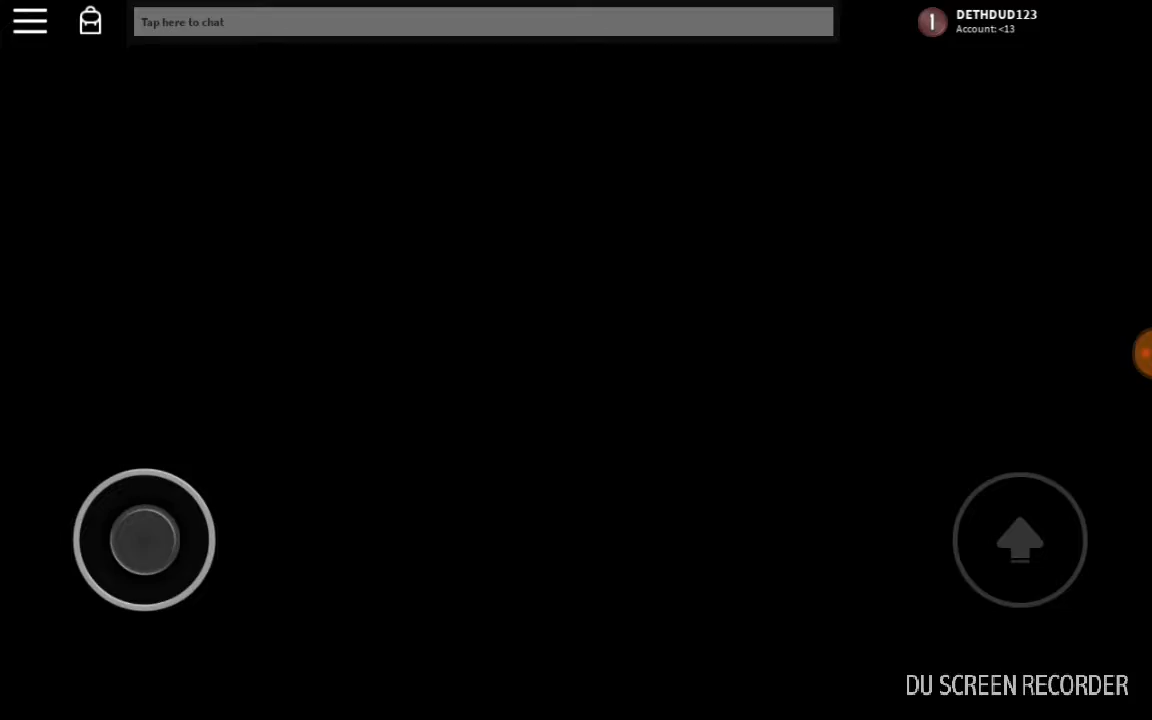 Tap here to chat
DETHDUD123
Account: <13
DU SCREEN RECORDER